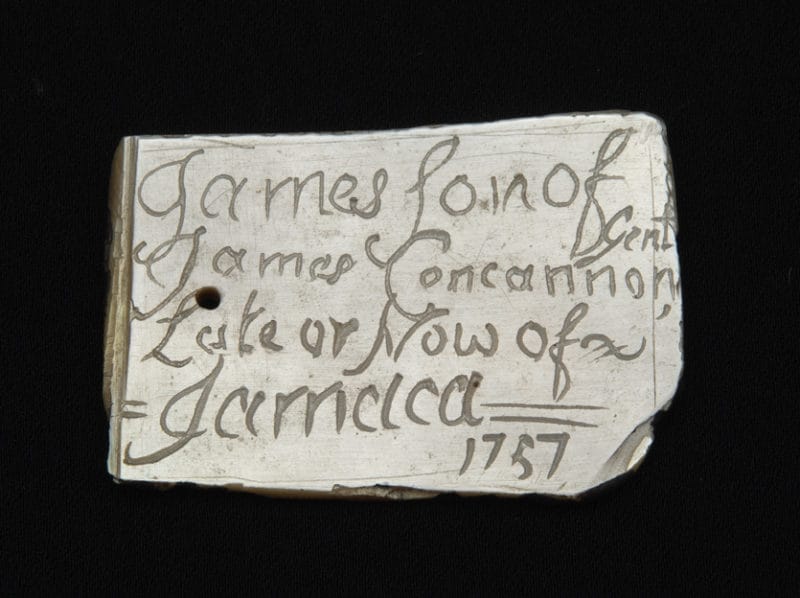 James Son of
Gent
James Concannon,
Late or Now of
=Jamaica=
1757